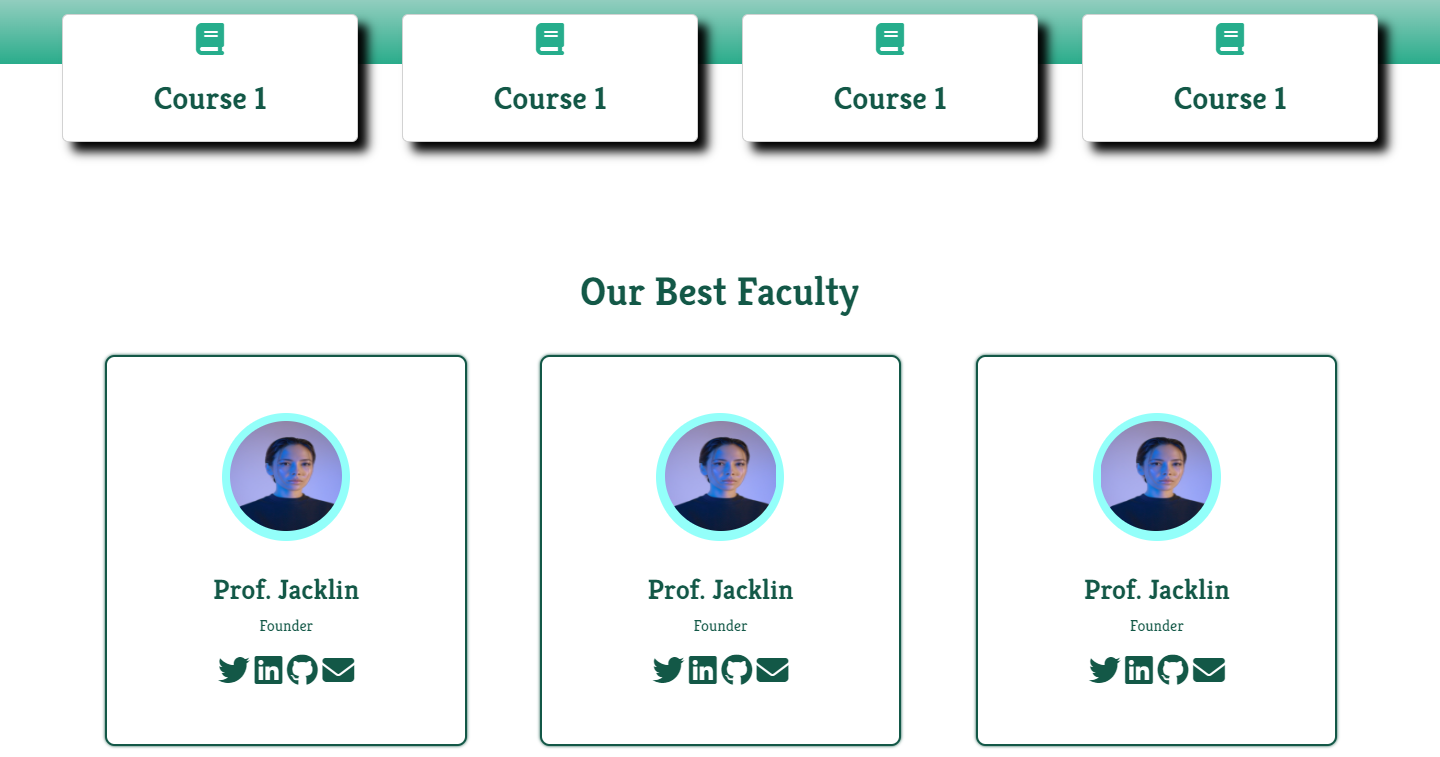 Course 1 Course 1 Course 1 Course 1
Our Best Faculty
Prof. Jacklin Prof. Jacklin Prof. Jacklin
Founder Founder Founder